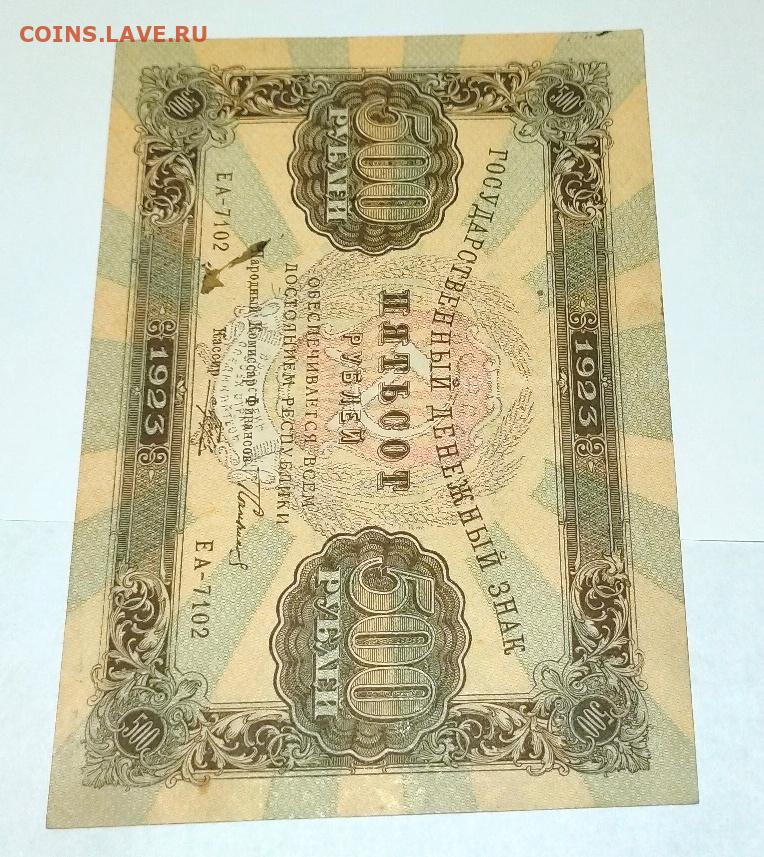 COINS.LAVE.RU
500
500
1923
500 РУБЛЕЙ
500 РУБЛЕЙ
ГОСУДАРСТВЕННЫЙ ДЕНЕЖНЫЙ ЗНАК
ПЯТЬСОТ
РУБЛЕЙ
ОБЕСПЕЧИВАЕТСЯ ВСЕМ
ДОСТОЯНИЕМ РЕСПУБЛИКИ
Народный Комиссар Финансов
Кассир
ЕА-7102
ЕА-7102
500
1923
500